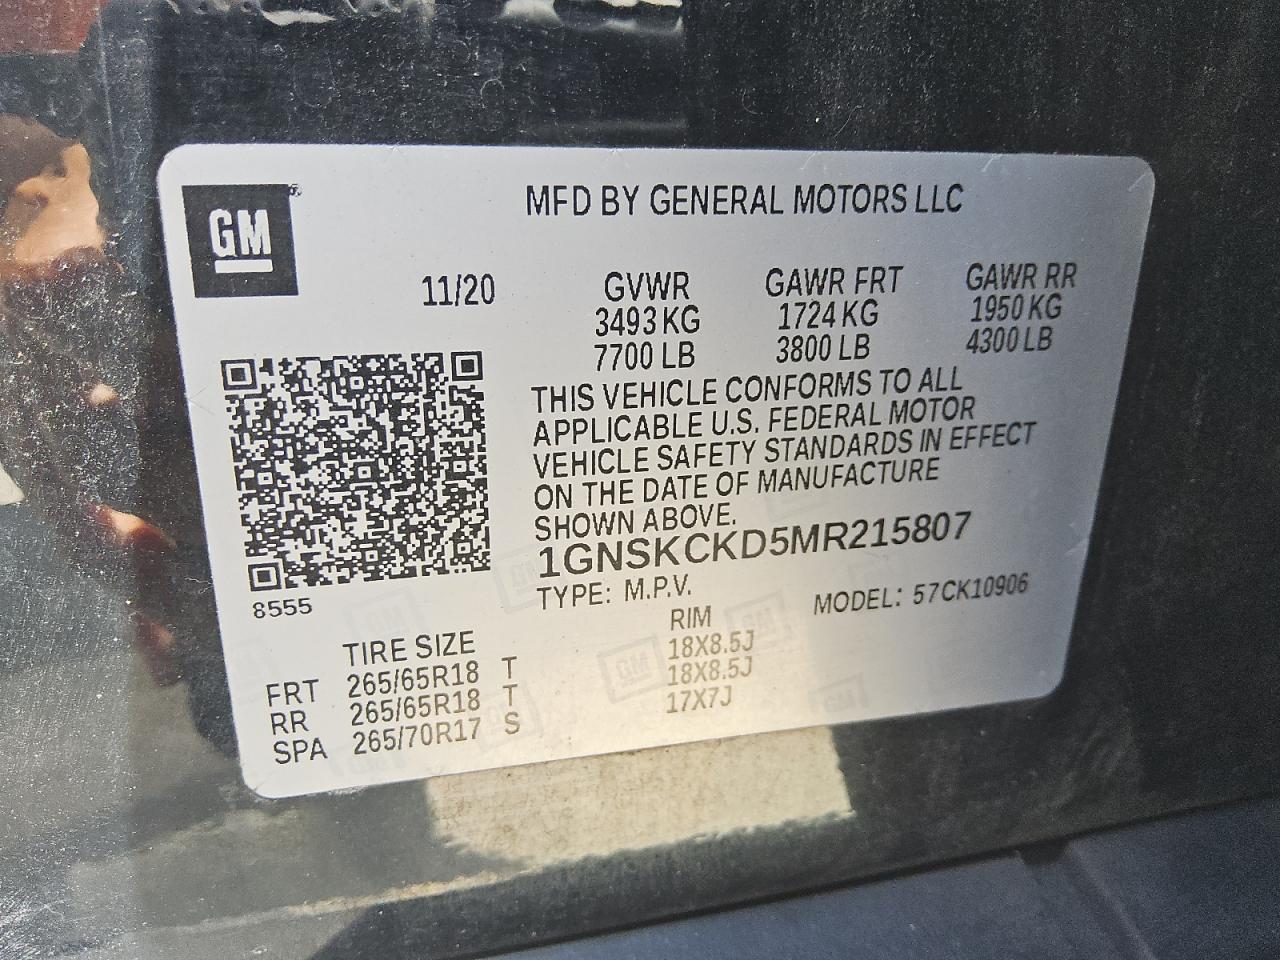 GM
MFD BY GENERAL MOTORS LLC
11/20
GVWR GAWR FRT GAWR RR
3493 KG 1724 KG 1950 KG
7700 LB 3800 LB 4300 LB
THIS VEHICLE CONFORMS TO ALL
APPLICABLE U.S. FEDERAL MOTOR
VEHICLE SAFETY STANDARDS IN EFFECT
ON THE DATE OF MANUFACTURE
SHOWN ABOVE.
1GNSKCKD5MR215807
TYPE: M.P.V. MODEL: 57CK10906
8555
TIRE SIZE RIM
FRT 265/65R18 T 18X8.5J
RR 265/65R18 T 18X8.5J
SPA 265/70R17 S 17X7J